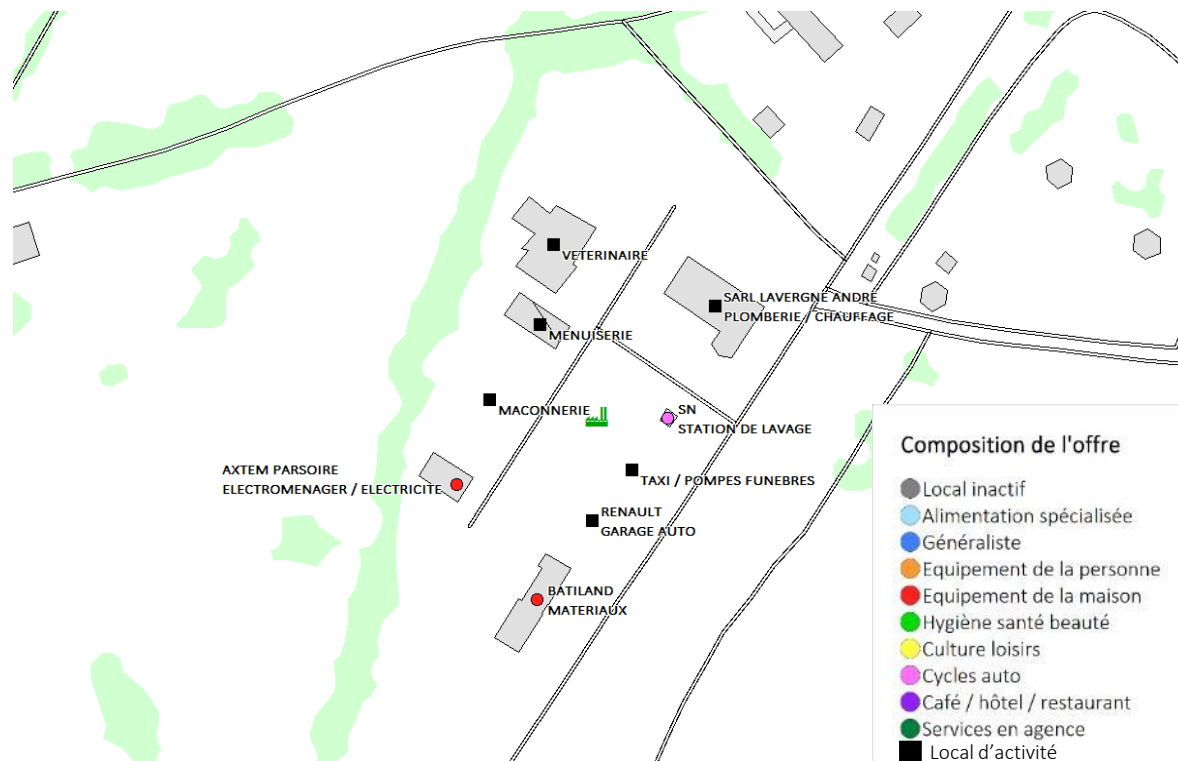 VETERINAIRE
SARL LAVERGNE ANDRE
PLOMBERIE / CHAUFFAGE
MENUISERIE
MACONNERIE
SN
STATION DE LAVAGE
AXTEM PARSOIRE
ELECTROMENAGER / ELECTRICITE
TAXI / POMPES FUNEBRES
RENAULT
GARAGE AUTO
BATILAND
MATERIAUX
Composition de l'offre
Local inactif
Alimentation spécialisée
Généraliste
Equipement de la personne
Equipement de la maison
Hygiène santé beauté
Culture loisirs
Cycles auto
Café / hôtel / restaurant
Services en agence
Local d’activité